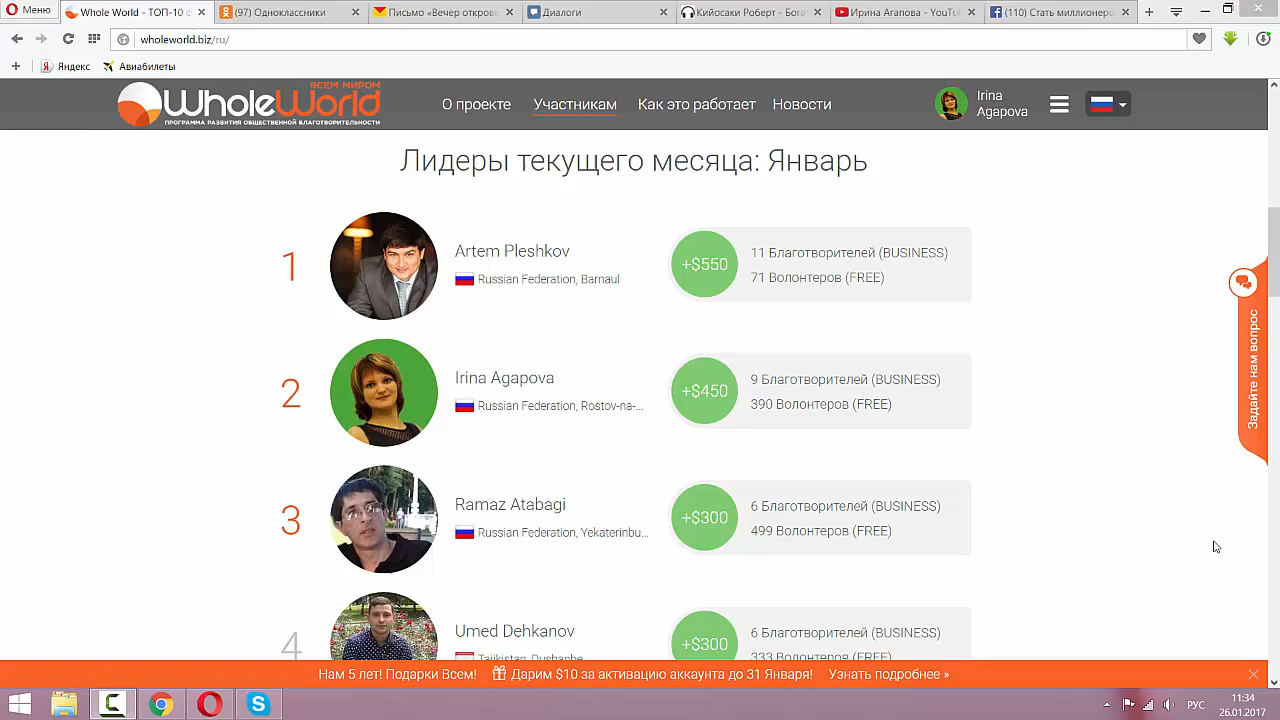 Меню
Whole World - ТОП-10 ф
(97) Одноклассники
Письмо «Вечер откров
Диалоги
Кийосаки Роберт - Бога
Ирина Агапова - YouTu
(110) Стать миллионеро
wholeworld.biz/ru/
Яндекс
Авиабилеты
ВСЕМ МИРОМ
WholeWorld
ПРОГРАММА РАЗВИТИЯ ОБЩЕСТВЕННОЙ БЛАГОТВОРИТЕЛЬНОСТИ
О проекте
Участникам
Как это работает
Новости
Irina
Agapova
Лидеры текущего месяца: Январь
1
Artem Pleshkov
Russian Federation, Barnaul
+$550
11 Благотворителей (BUSINESS)
71 Волонтеров (FREE)
2
Irina Agapova
Russian Federation, Rostov-na-...
+$450
9 Благотворителей (BUSINESS)
390 Волонтеров (FREE)
3
Ramaz Atabagi
Russian Federation, Yekaterinbu...
+$300
6 Благотворителей (BUSINESS)
499 Волонтеров (FREE)
4
Umed Dehkanov
Tajikistan, Dushanbe
+$300
6 Благотворителей (BUSINESS)
333 Волонтеров (FREE)
Задайте нам вопрос
Нам 5 лет! Подарки Всем! Дарим $10 за активацию аккаунта до 31 Января! Узнать подробнее »
РУС
11:34
26.01.2017